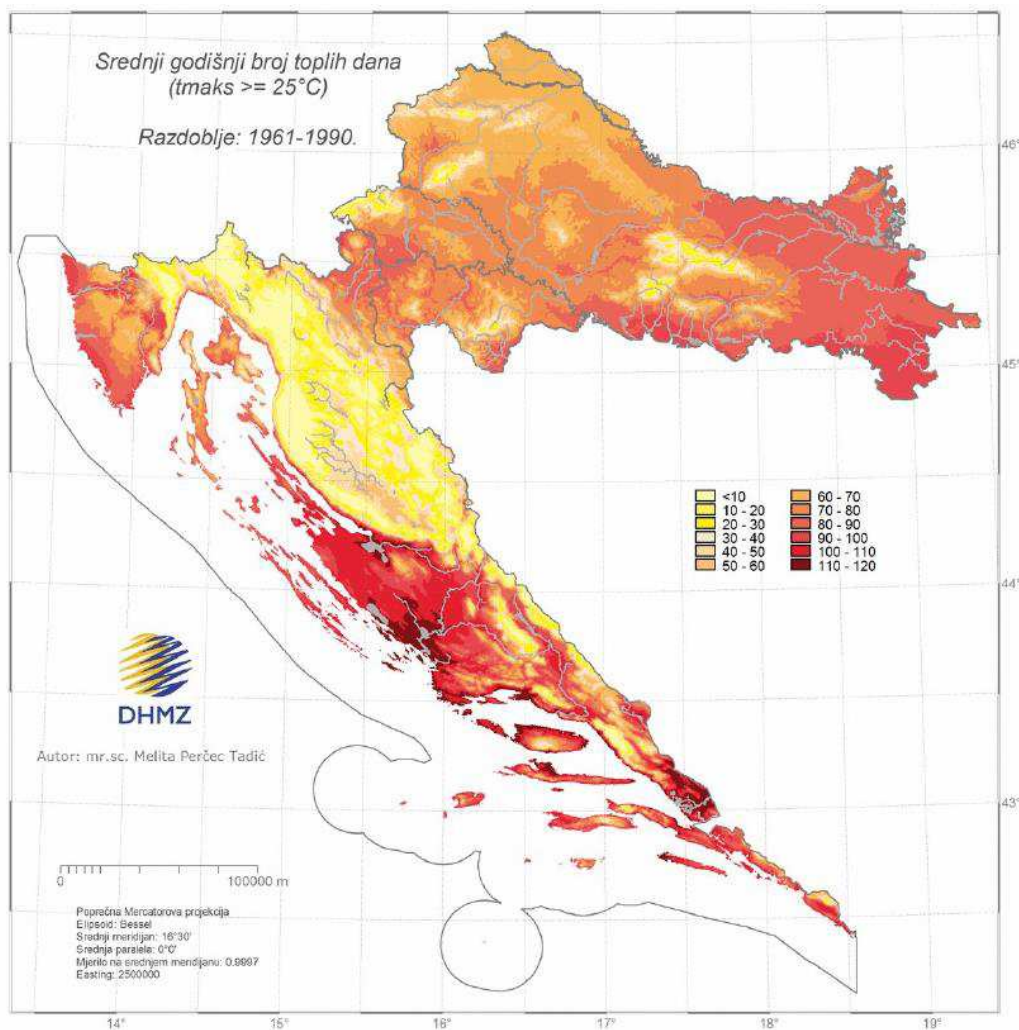 Srednji godišnji broj toplih dana
(tmaks >= 25°C)
Razdoblje: 1961-1990.
46°
45°
44°
43°
<10
10 - 20
20 - 30
30 - 40
40 - 50
50 - 60
60 - 70
70 - 80
80 - 90
90 - 100
100 - 110
110 - 120
DHMZ
Autor: mr.sc. Melita Perčec Tadić
0
100000 m
Poprečna Mercatorova projekcija
Elipsoid: Bessel
Srednji meridijan: 16°30'
Srednja paralela: 0°0'
Mjerilo na srednjem meridijanu: 0.9997
Easting: 2500000
14°
15°
16°
17°
18°
19°